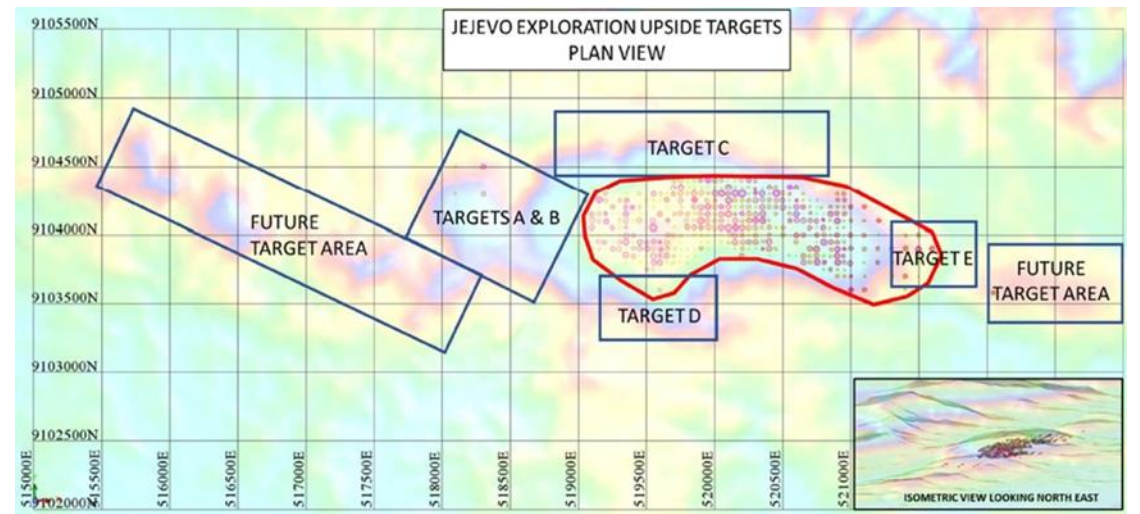 JEJEVO EXPLORATION UPSIDE TARGETS
PLAN VIEW
9105500N
9105000N
9104500N
9104000N
9103500N
9103000N
9102500N
9102000N
TARGET C
TARGETS A & B
FUTURE
TARGET AREA
TARGET E
FUTURE
TARGET AREA
TARGET D
515000E
515500E
516000E
516500E
517000E
517500E
518000E
518500E
519000E
519500E
520000E
520500E
521000E
ISOMETRIC VIEW LOOKING NORTH EAST